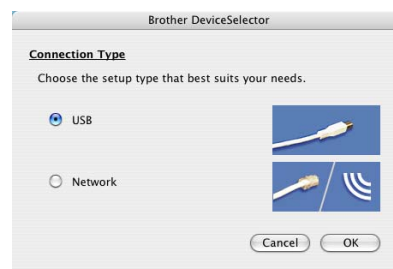 Brother DeviceSelector
Connection Type
Choose the setup type that best suits your needs.
USB
Network
Cancel OK